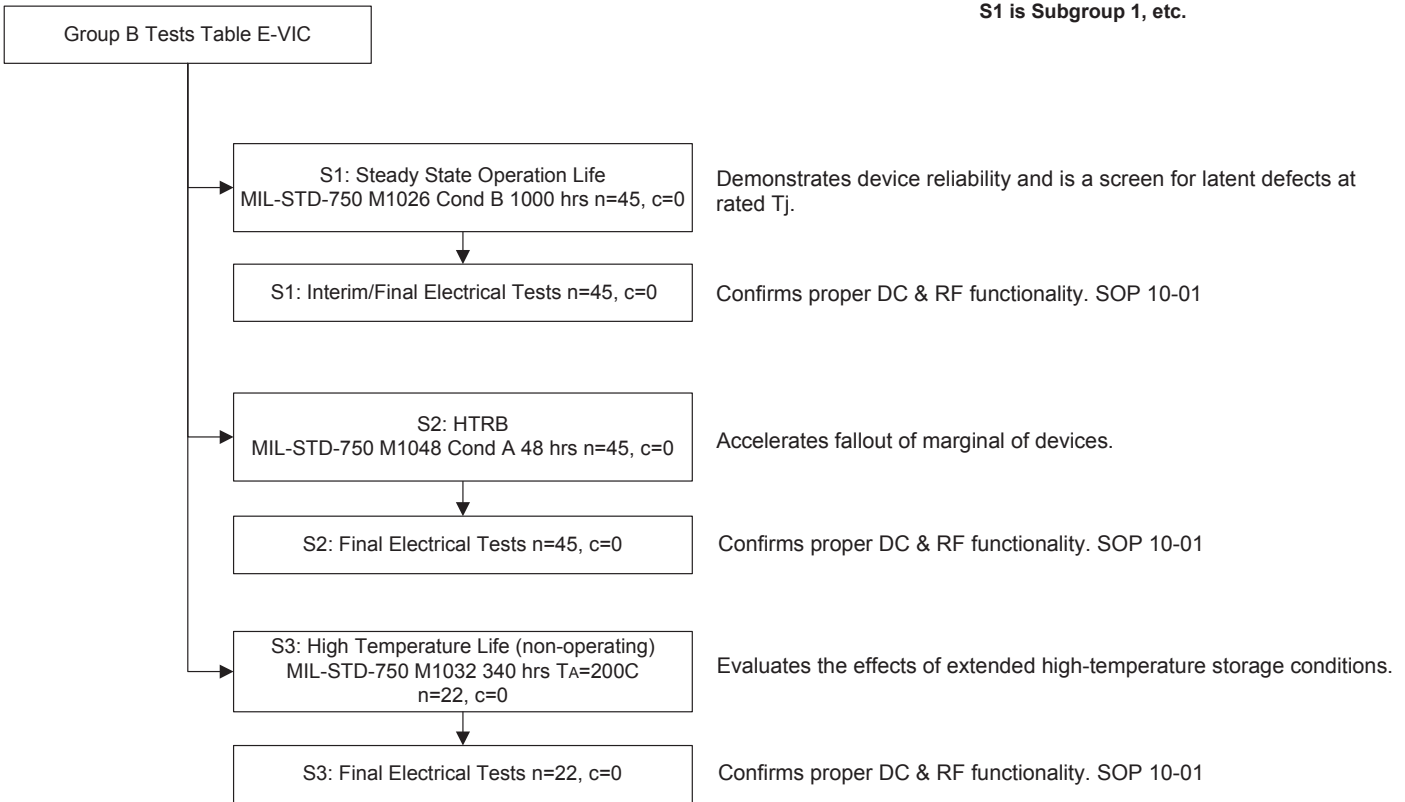 Group B Tests Table E-VIC
S1 is Subgroup 1, etc.
S1: Steady State Operation Life
MIL-STD-750 M1026 Cond B 1000 hrs n=45, c=0
Demonstrates device reliability and is a screen for latent defects at
rated Tj.
S1: Interim/Final Electrical Tests n=45, c=0
Confirms proper DC & RF functionality. SOP 10-01
S2: HTRB
MIL-STD-750 M1048 Cond A 48 hrs n=45, c=0
Accelerates fallout of marginal of devices.
S2: Final Electrical Tests n=45, c=0
Confirms proper DC & RF functionality. SOP 10-01
S3: High Temperature Life (non-operating)
MIL-STD-750 M1032 340 hrs TA=200C
n=22, c=0
Evaluates the effects of extended high-temperature storage conditions.
S3: Final Electrical Tests n=22, c=0
Confirms proper DC & RF functionality. SOP 10-01